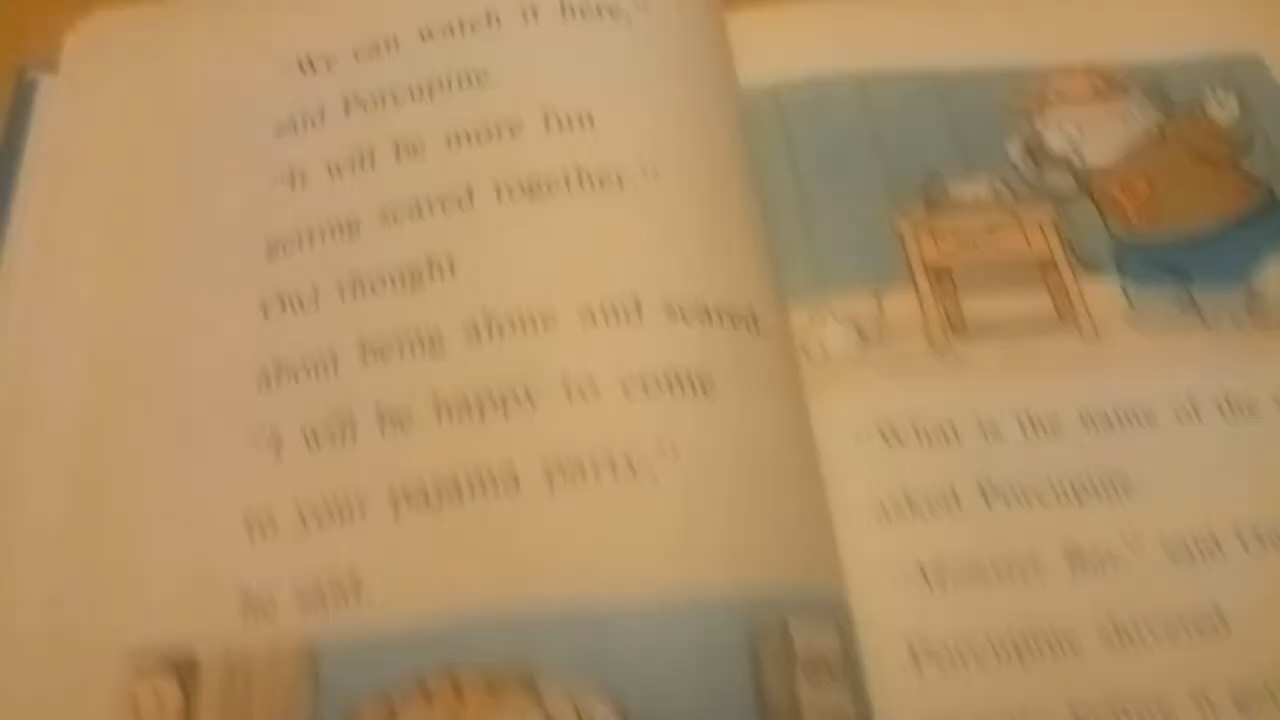 "We can watch it here,"
said Porcupine.
"It will be more fun
getting scared together."
Owl thought
about being alone and scared.
"I will be happy to come
to your pajama party,"
he said.
"What is the name of the
asked Porcupine.
said
Porcupine shivered.